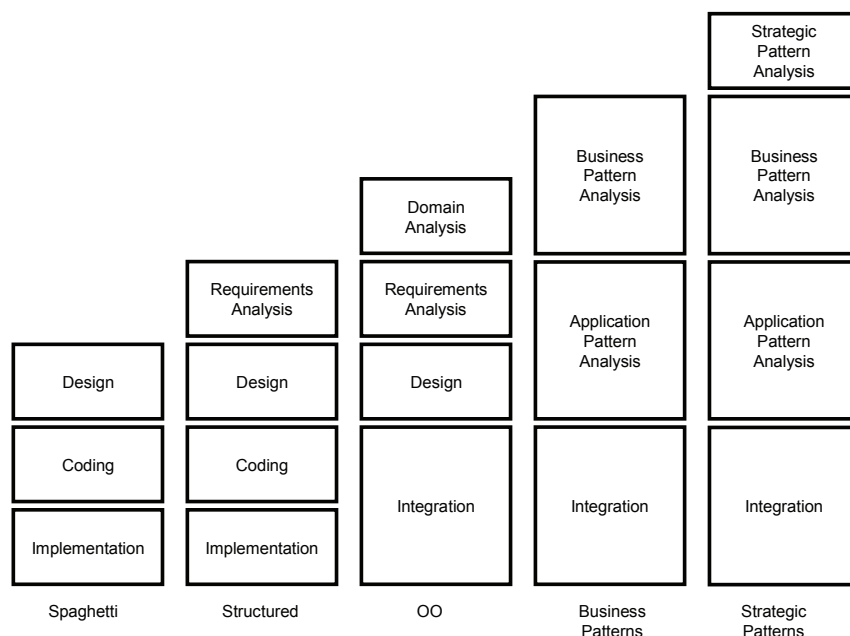 Strategic
Pattern
Analysis
Business
Pattern
Analysis
Business
Pattern
Analysis
Domain
Analysis
Requirements
Analysis
Requirements
Analysis
Application
Pattern
Analysis
Application
Pattern
Analysis
Design
Design
Design
Coding
Coding
Integration
Integration
Integration
Implementation
Implementation
Spaghetti
Structured
OO
Business
Patterns
Strategic
Patterns